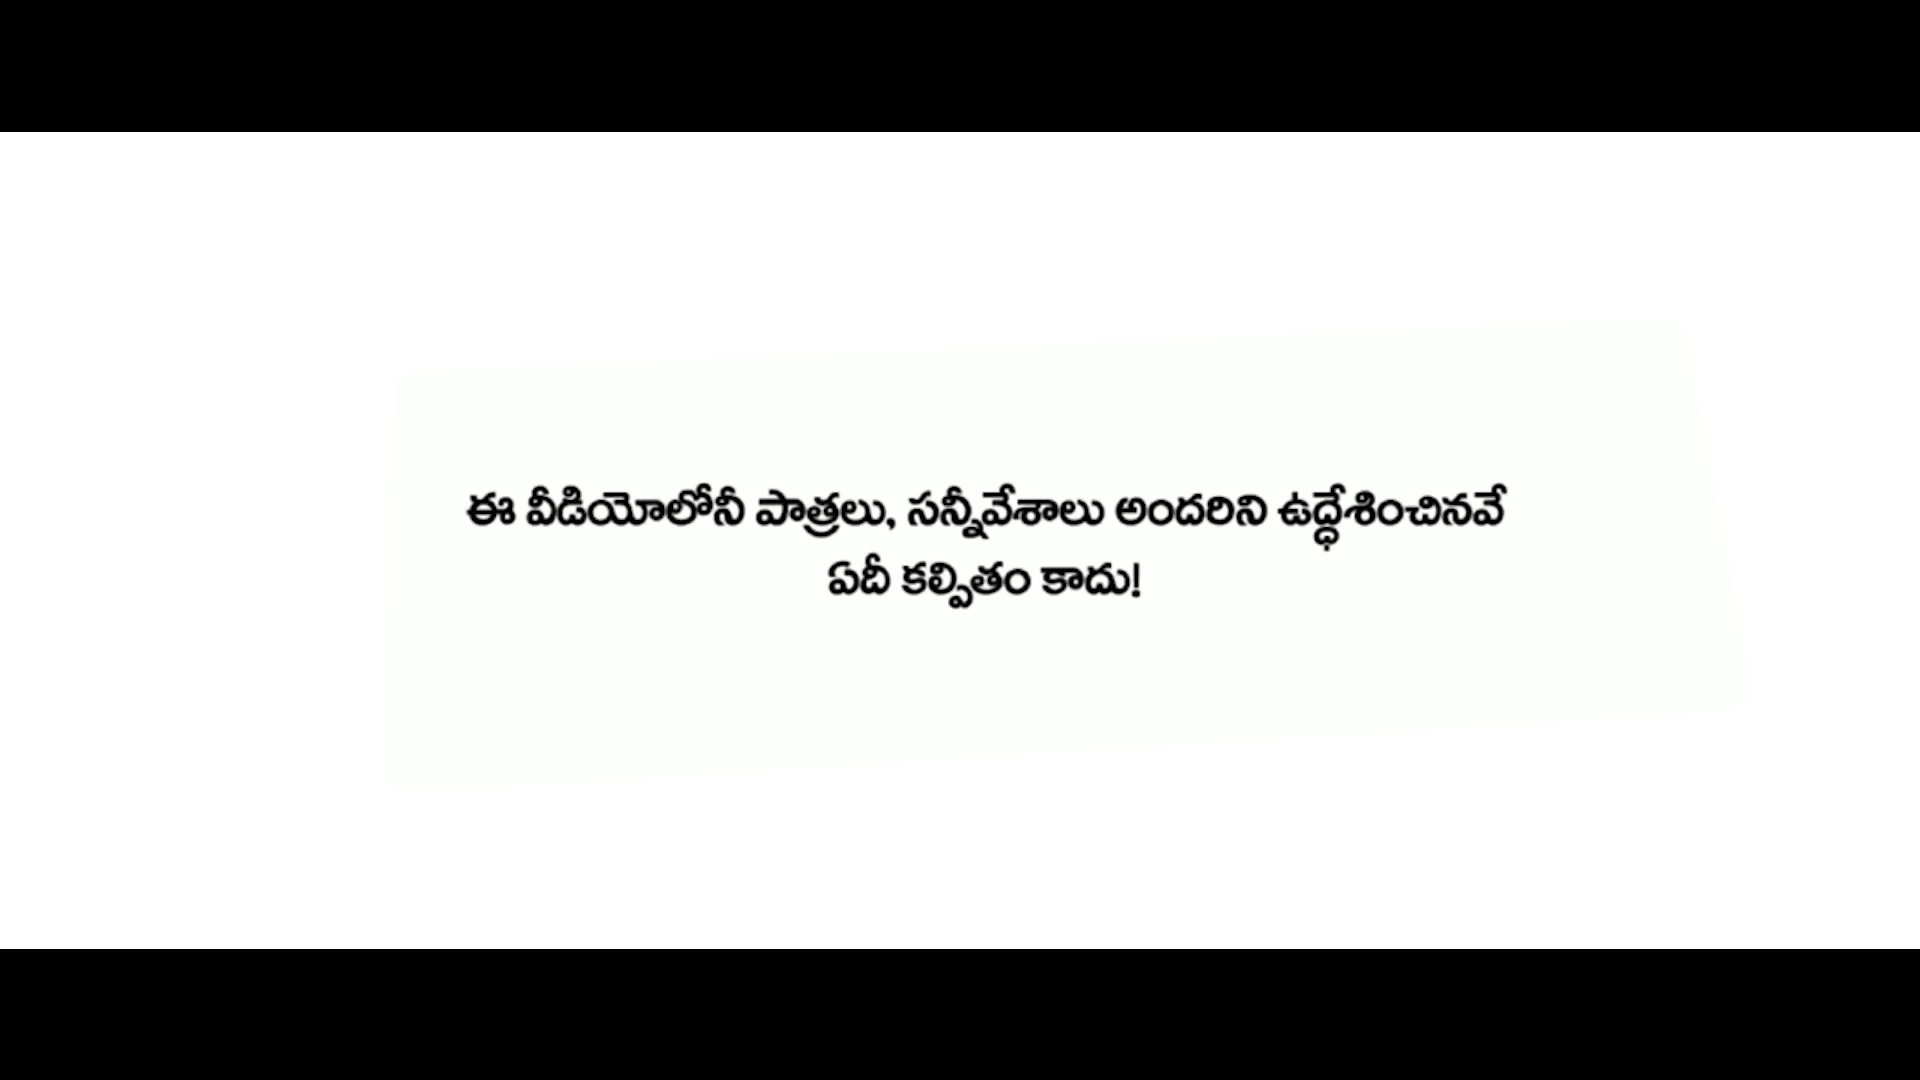 ఈ వీడియోలోనీ పాత్రలు, సన్నీవేశాలు అందరిని ఉద్ధేశించినవే
ఏదీ కల్పితం కాదు!